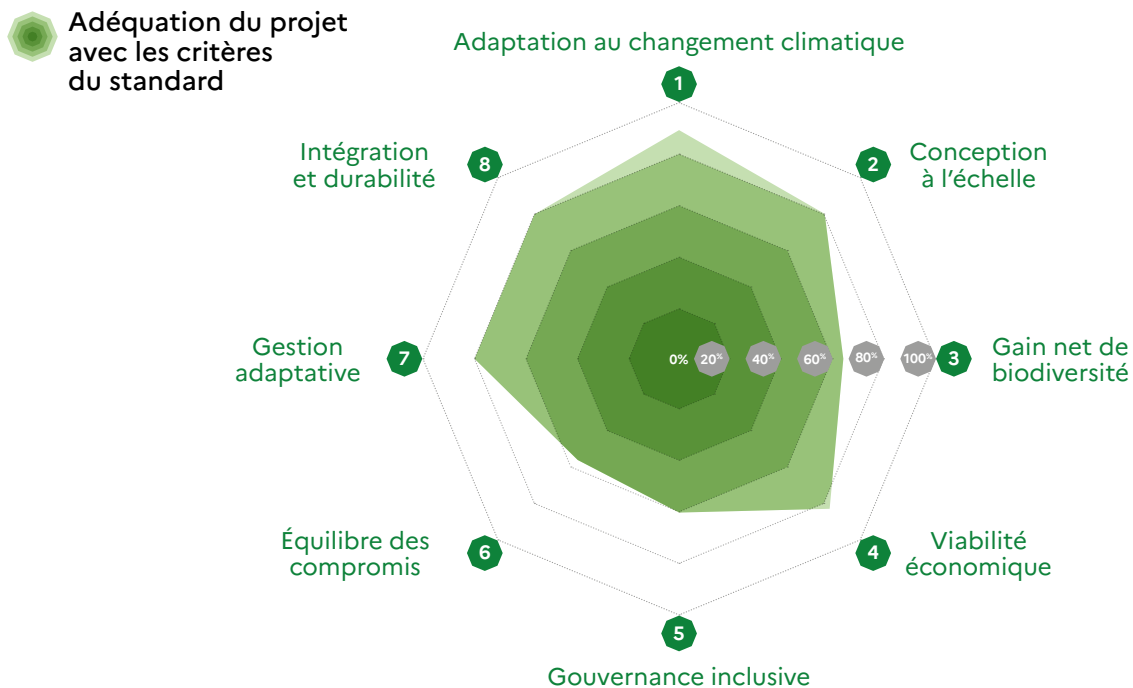 Adéquation du projet
avec les critères
du standard
Adaptation au changement climatique
1
2
Conception
à l'échelle
0%
20%
40%
60%
80%
100%
3
Gain net de
biodiversité
4
Viabilité
économique
5
Gouvernance inclusive
6
Équilibre des
compromis
7
Gestion
adaptative
8
Intégration
et durabilité